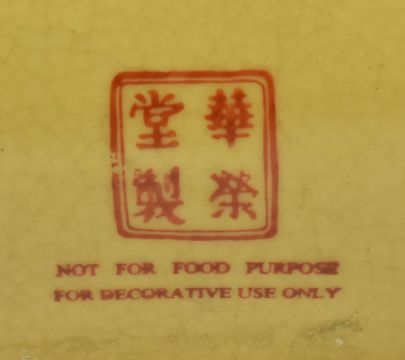 華榮
堂製
NOT FOR FOOD PURPOSE
FOR DECORATIVE USE ONLY